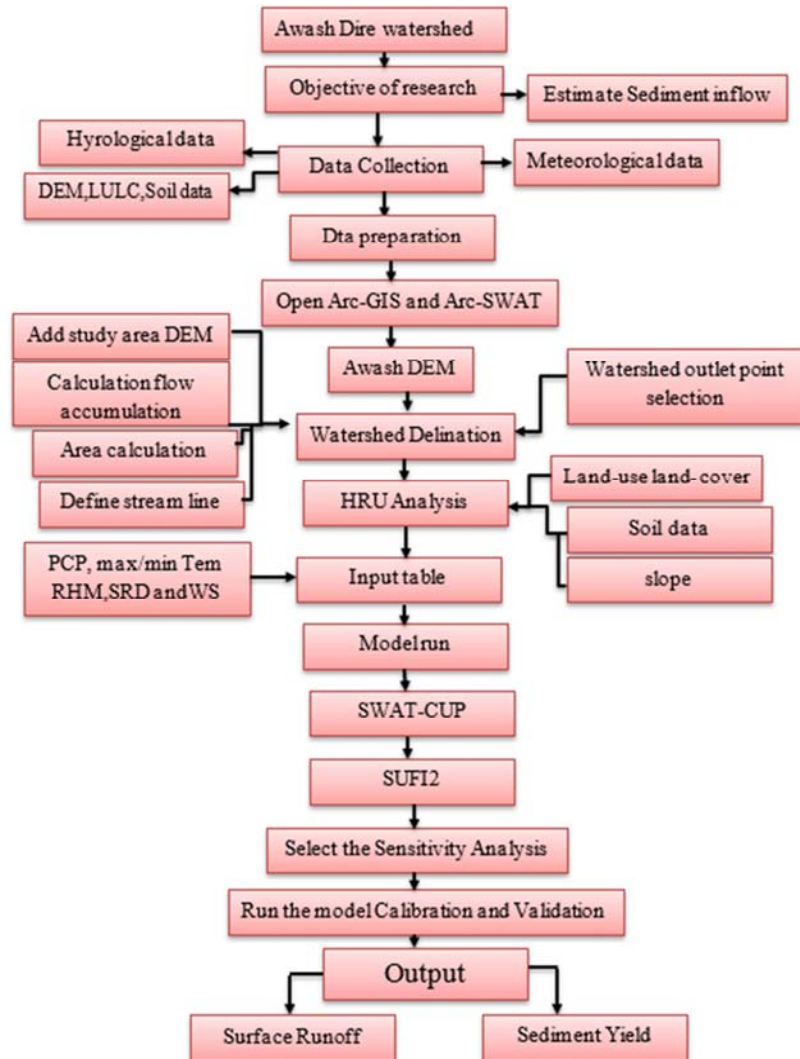 Awash Dire watershed
Objective of research
Estimate Sediment inflow
Hyrological data
Data Collection
Meteorological data
DEM,LULC,Soil data
Dta preparation
Open Arc-GIS and Arc-SWAT
Add study area DEM
Awash DEM
Calculation flow
accumulation
Watershed outlet point
selection
Watershed Delination
Area calculation
Land-use land-cover
Define stream line
HRU Analysis
Soil data
PCP, max/min Tem
RHM,SRD and WS
Input table
slope
Model run
SWAT-CUP
SUFI2
Select the Sensitivity Analysis
Run the model Calibration and Validation
Output
Surface Runoff
Sediment Yield